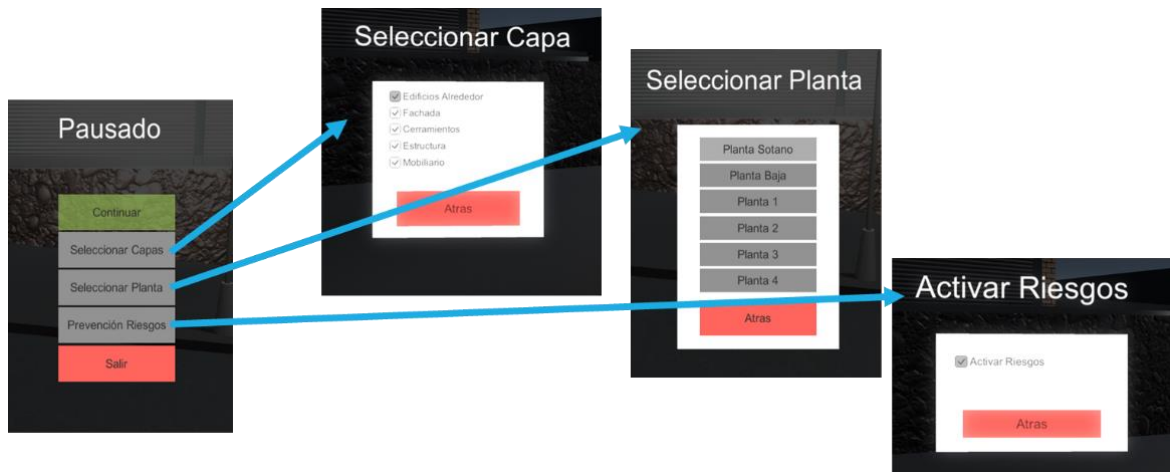 Pausado
Continuar
Seleccionar Capas
Seleccionar Planta
Prevención Riesgos
Salir
Seleccionar Capa
Edificios Alrededor
Fachada
Cerramientos
Estructura
Mobiliario
Atras
Seleccionar Planta
Planta Sotano
Planta Baja
Planta 1
Planta 2
Planta 3
Planta 4
Atras
Activar Riesgos
Activar Riesgos
Atras